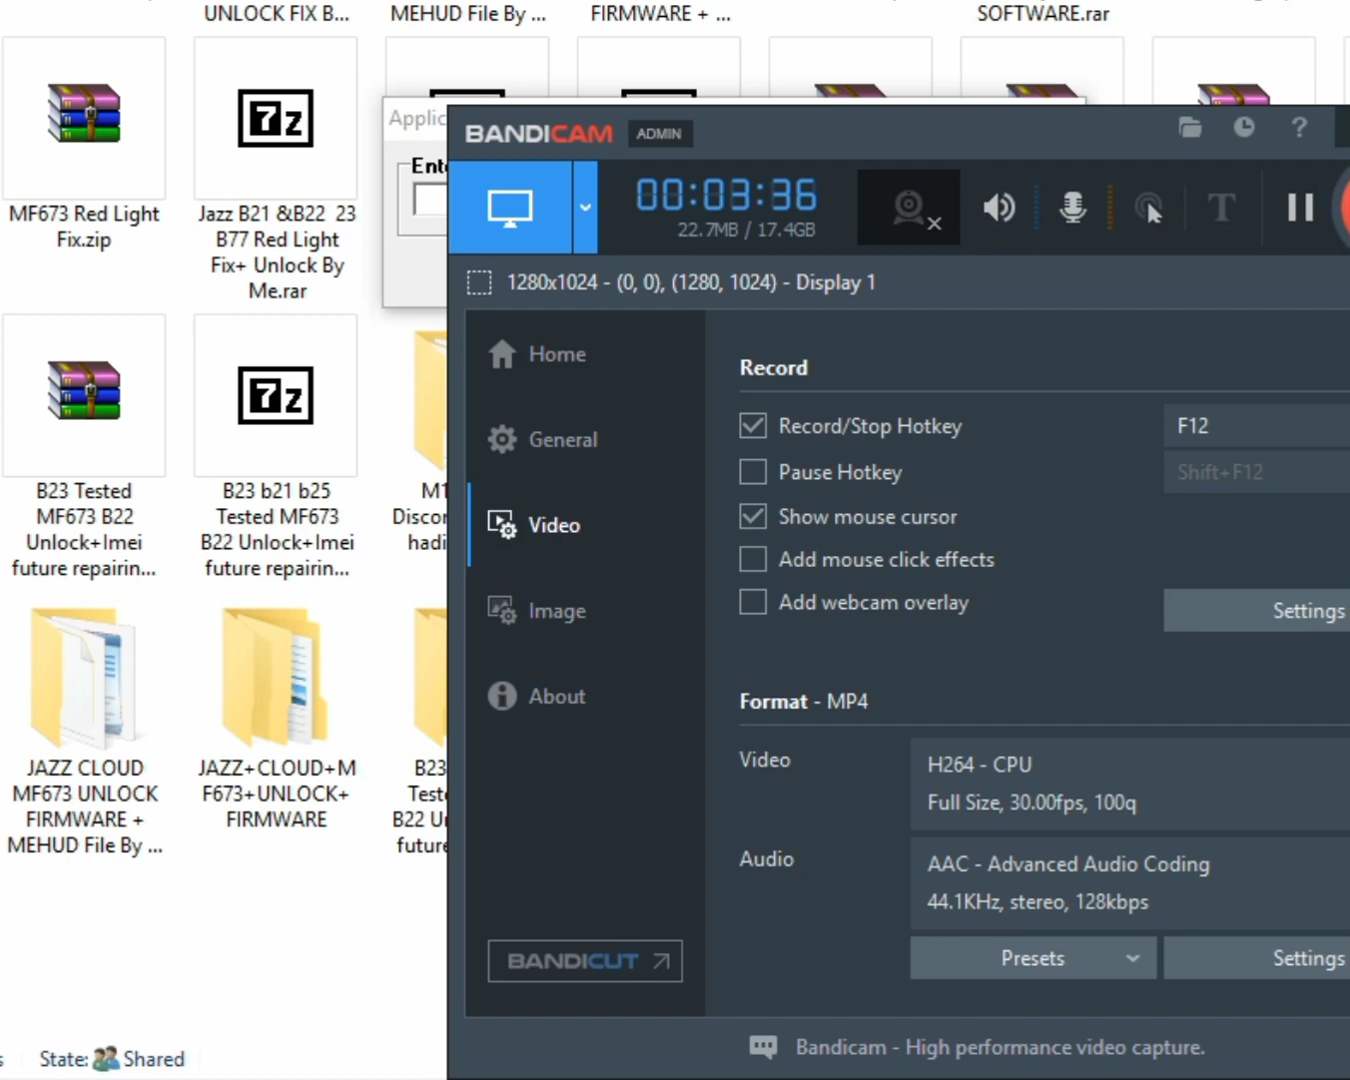 UNLOCK FIX B...
MEHUD File By ...
FIRMWARE + ...
SOFTWARE.rar
MF673 Red Light
Fix.zip
Jazz B21 &B22 23
B77 Red Light
Fix+ Unlock By
Me.rar
B23 Tested
MF673 B22
Unlock+Imei
future repairin...
B23 b21 b25
Tested MF673
B22 Unlock+Imei
future repairin...
JAZZ CLOUD
MF673 UNLOCK
FIRMWARE +
MEHUD File By ...
JAZZ+CLOUD+M
F673+UNLOCK+
FIRMWARE
B23
B22
future
State: Shared
BANDICAM ADMIN
00:03:36
22.7MB / 17.4GB
1280x1024 - (0, 0), (1280, 1024) - Display 1
Home
General
Video
Image
About
BANDICUT
Record
Record/Stop Hotkey F12
Pause Hotkey Shift+F12
Show mouse cursor
Add mouse click effects
Add webcam overlay
Settings
Format - MP4
Video
H264 - CPU
Full Size, 30.00fps, 100q
Audio
AAC - Advanced Audio Coding
44.1KHz, stereo, 128kbps
Presets
Settings
Bandicam - High performance video capture.